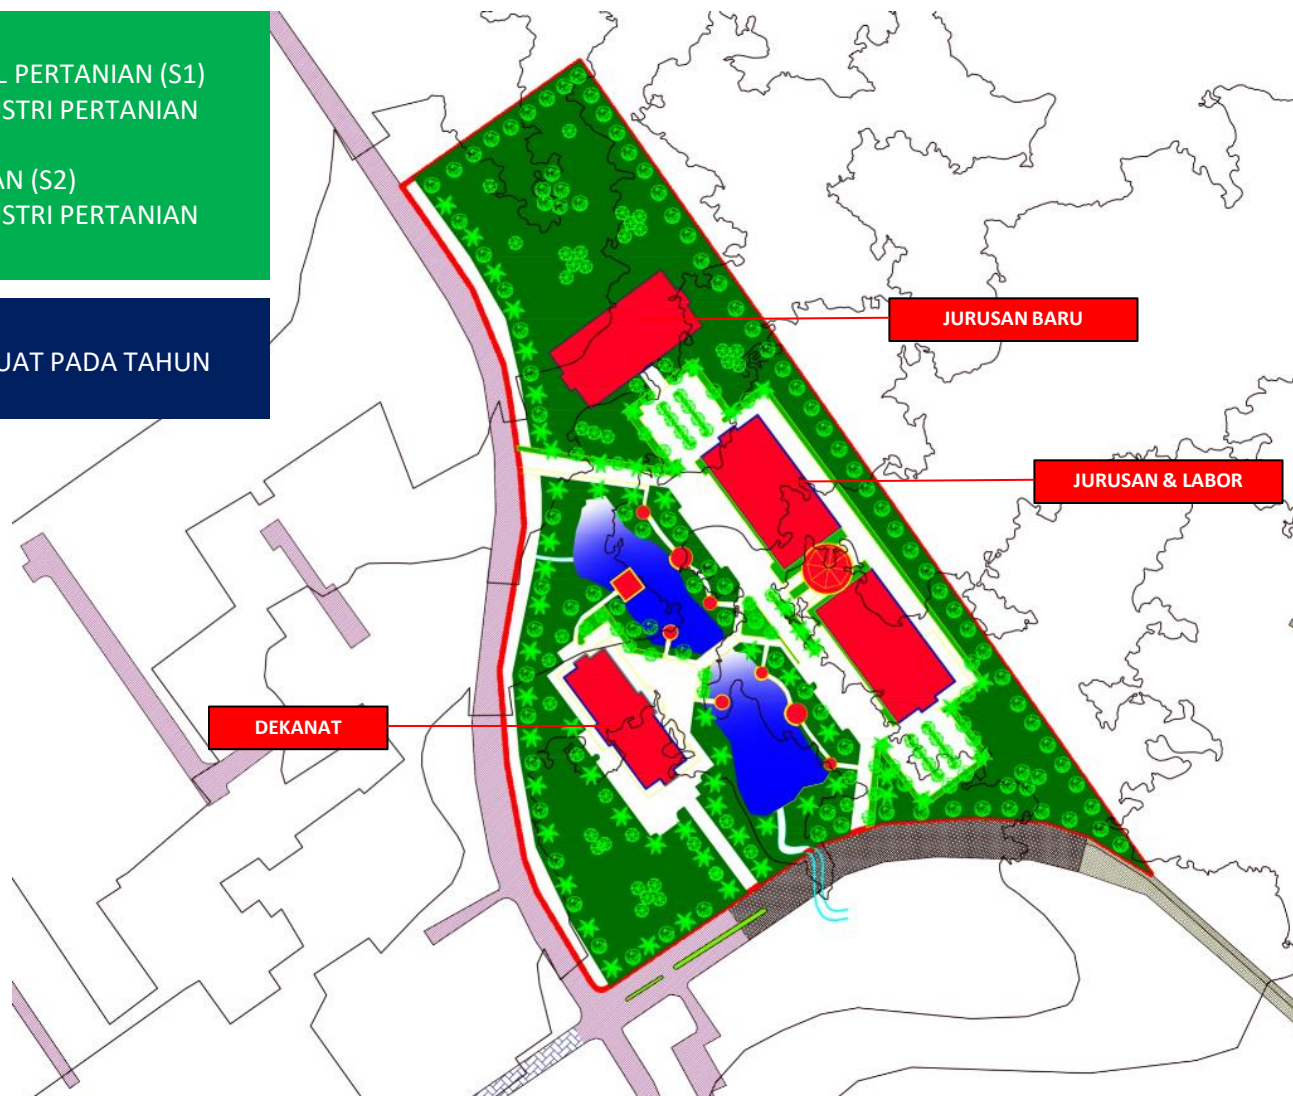 L PERTANIAN (S1)
STRI PERTANIAN
AN (S2)
STRI PERTANIAN
UAT PADA TAHUN
JURUSAN BARU
JURUSAN & LABOR
DEKANAT